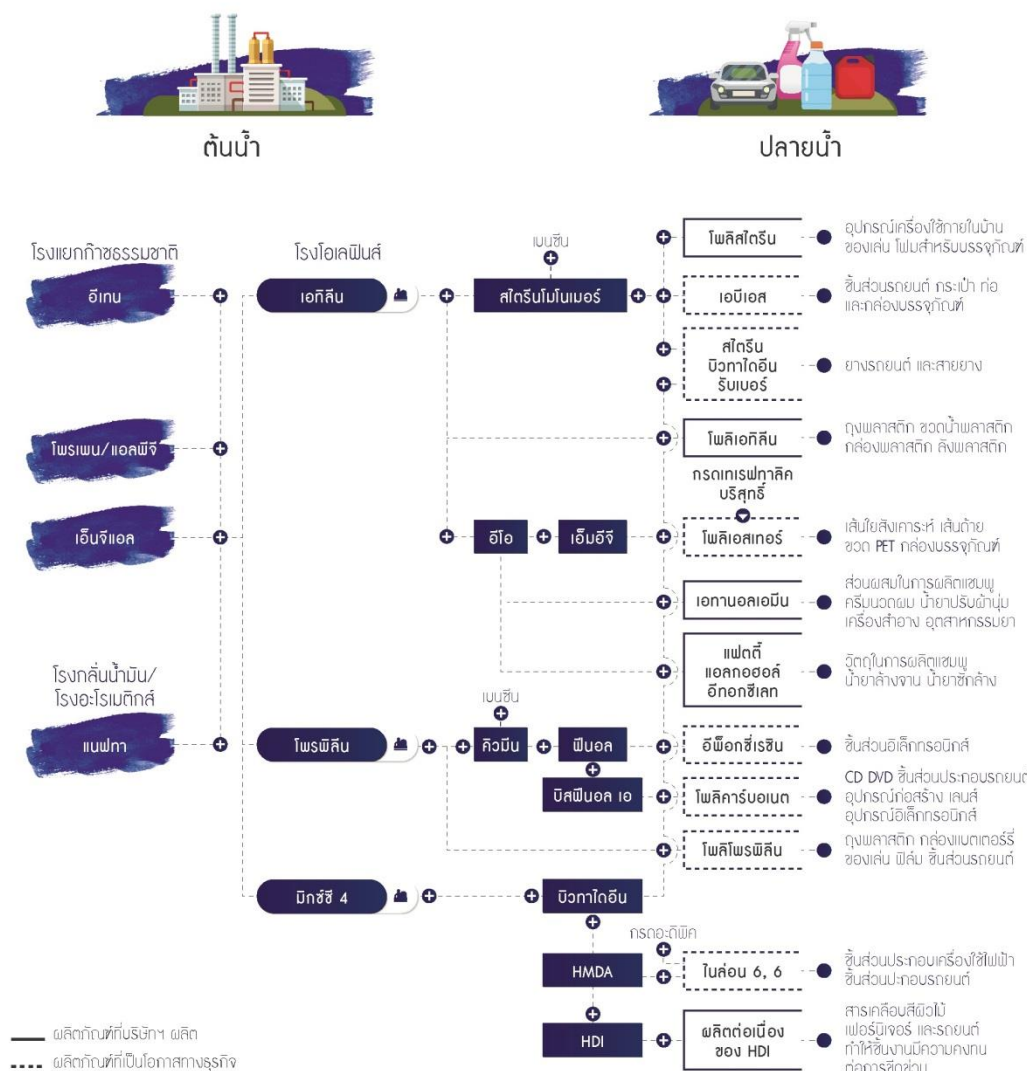 ต้นน้ำ
ปลายน้ำ
โรงแยกก๊าซธรรมชาติ
อีเทน
โพรเพน/แอลพีจี
เอ็นจีแอล
โรงกลั่นน้ำมัน/
โรงอะโรเมติกส์
แนฟทา
โรงโอเลฟินส์
เอทิลีน
โพรพิลีน
มิกซ์ซี 4
เบนซีน
สไตรีนโมโนเมอร์
อีโอ
เอ็มอีจี
เบนซีน
คิวมีน
ฟีนอล
บิสฟีนอล เอ
บิวทาไดอีน
HMDA
HDI
โพลิสไตรีน
อุปกรณ์เครื่องใช้ภายในบ้าน
ของเล่น โฟมสำหรับบรรจุภัณฑ์
เอบีเอส
ชิ้นส่วนรถยนต์ กระเป๋า ท่อ
และกล่องบรรจุภัณฑ์
สไตรีน
บิวทาไดอีน
รับเบอร์
ยางรถยนต์ และสายยาง
โพลิเอทิลีน
ถุงพลาสติก ขวดน้ำพลาสติก
กล่องพลาสติก ลังพลาสติก
กรดเทเรฟทาลิค
บริสุทธิ์
โพลิเอสเทอร์
เส้นใยสังเคราะห์ เส้นด้าย
ขวด PET กล่องบรรจุภัณฑ์
เอทานอลเอมีน
ส่วนผสมในการผลิตแชมพู
ครีมนวดผม น้ำยาปรับผ้านุ่ม
เครื่องสำอาง อุตสาหกรรมยา
แฟตตี้
แอลกอฮอล์
อีทอกซีเลท
วัตถุในการผลิตแชมพู
น้ำยาล้างจาน น้ำยาซักล้าง
อีพ็อกซี่เรซิน
ชิ้นส่วนอิเล็กทรอนิกส์
โพลิคาร์บอเนต
CD DVD ชิ้นส่วนประกอบรถยนต์
อุปกรณ์ก่อสร้าง เลนส์
อุปกรณ์อิเล็กทรอนิกส์
โพลิโพรพิลีน
ถุงพลาสติก กล่องแบตเตอร์รี่
ของเล่น ฟิล์ม ชิ้นส่วนรถยนต์
กรดอะดิพิค
ไนล่อน 6, 6
ชิ้นส่วนประกอบเครื่องใช้ไฟฟ้า
ชิ้นส่วนปะกอบรถยนต์
ผลิตต่อเนื่อง
ของ HDI
สารเคลือบสีผิวไม้
เฟอร์นิเจอร์ และรถยนต์
ทำให้ชิ้นงานมีความคงทน
ต่อการขีดข่วน
ผลิตภัณฑ์ที่บริษัทฯ ผลิต
ผลิตภัณฑ์ที่เป็นโอกาสทางธุรกิจ